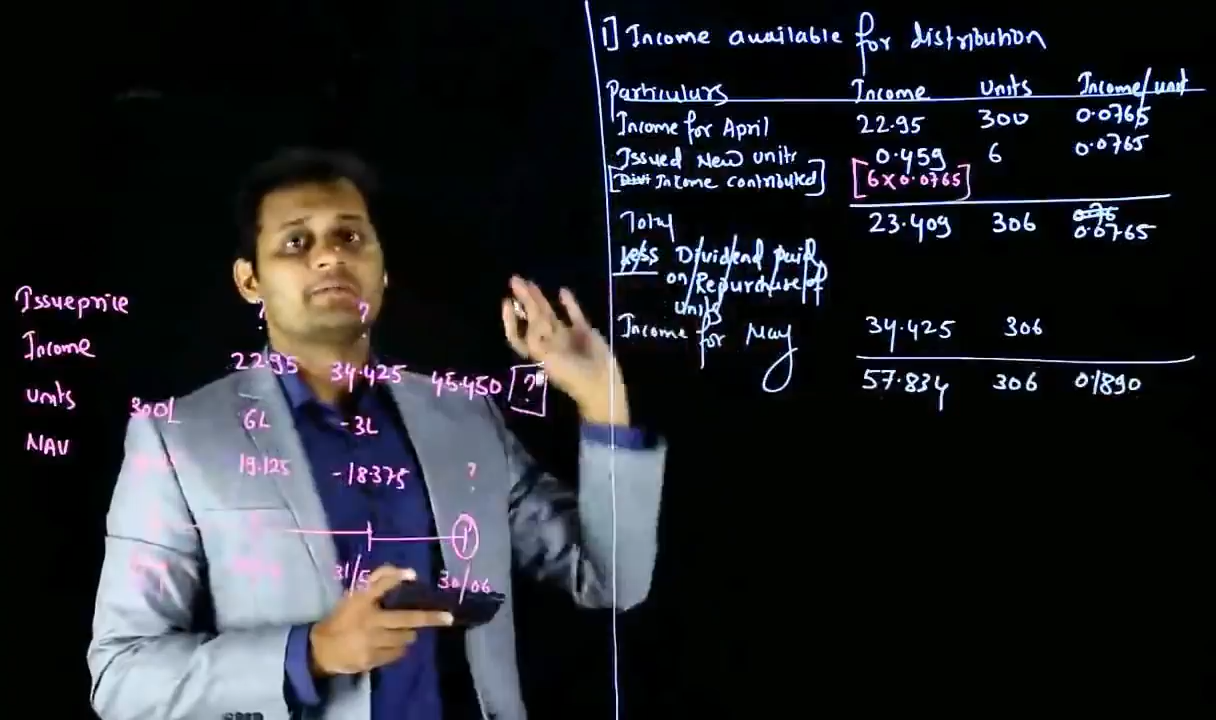 1] Income available for distribution
Particulars Income Units Income/unit
Income for April 22.95 300 0.0765
Issued New units 0.459 6 0.0765
[Income contributed] [6x0.0765]
Total 23.409 306 0.0765
Less Dividend paid
on Repurchase of
units
Income for May 34.425 306
57.834 306 0.1890
Issue price ? ?
Income 22.95 34.425 45.450 [?]
units 300L 6L -3L
NAV 19.125 -18.375 ?
30/06